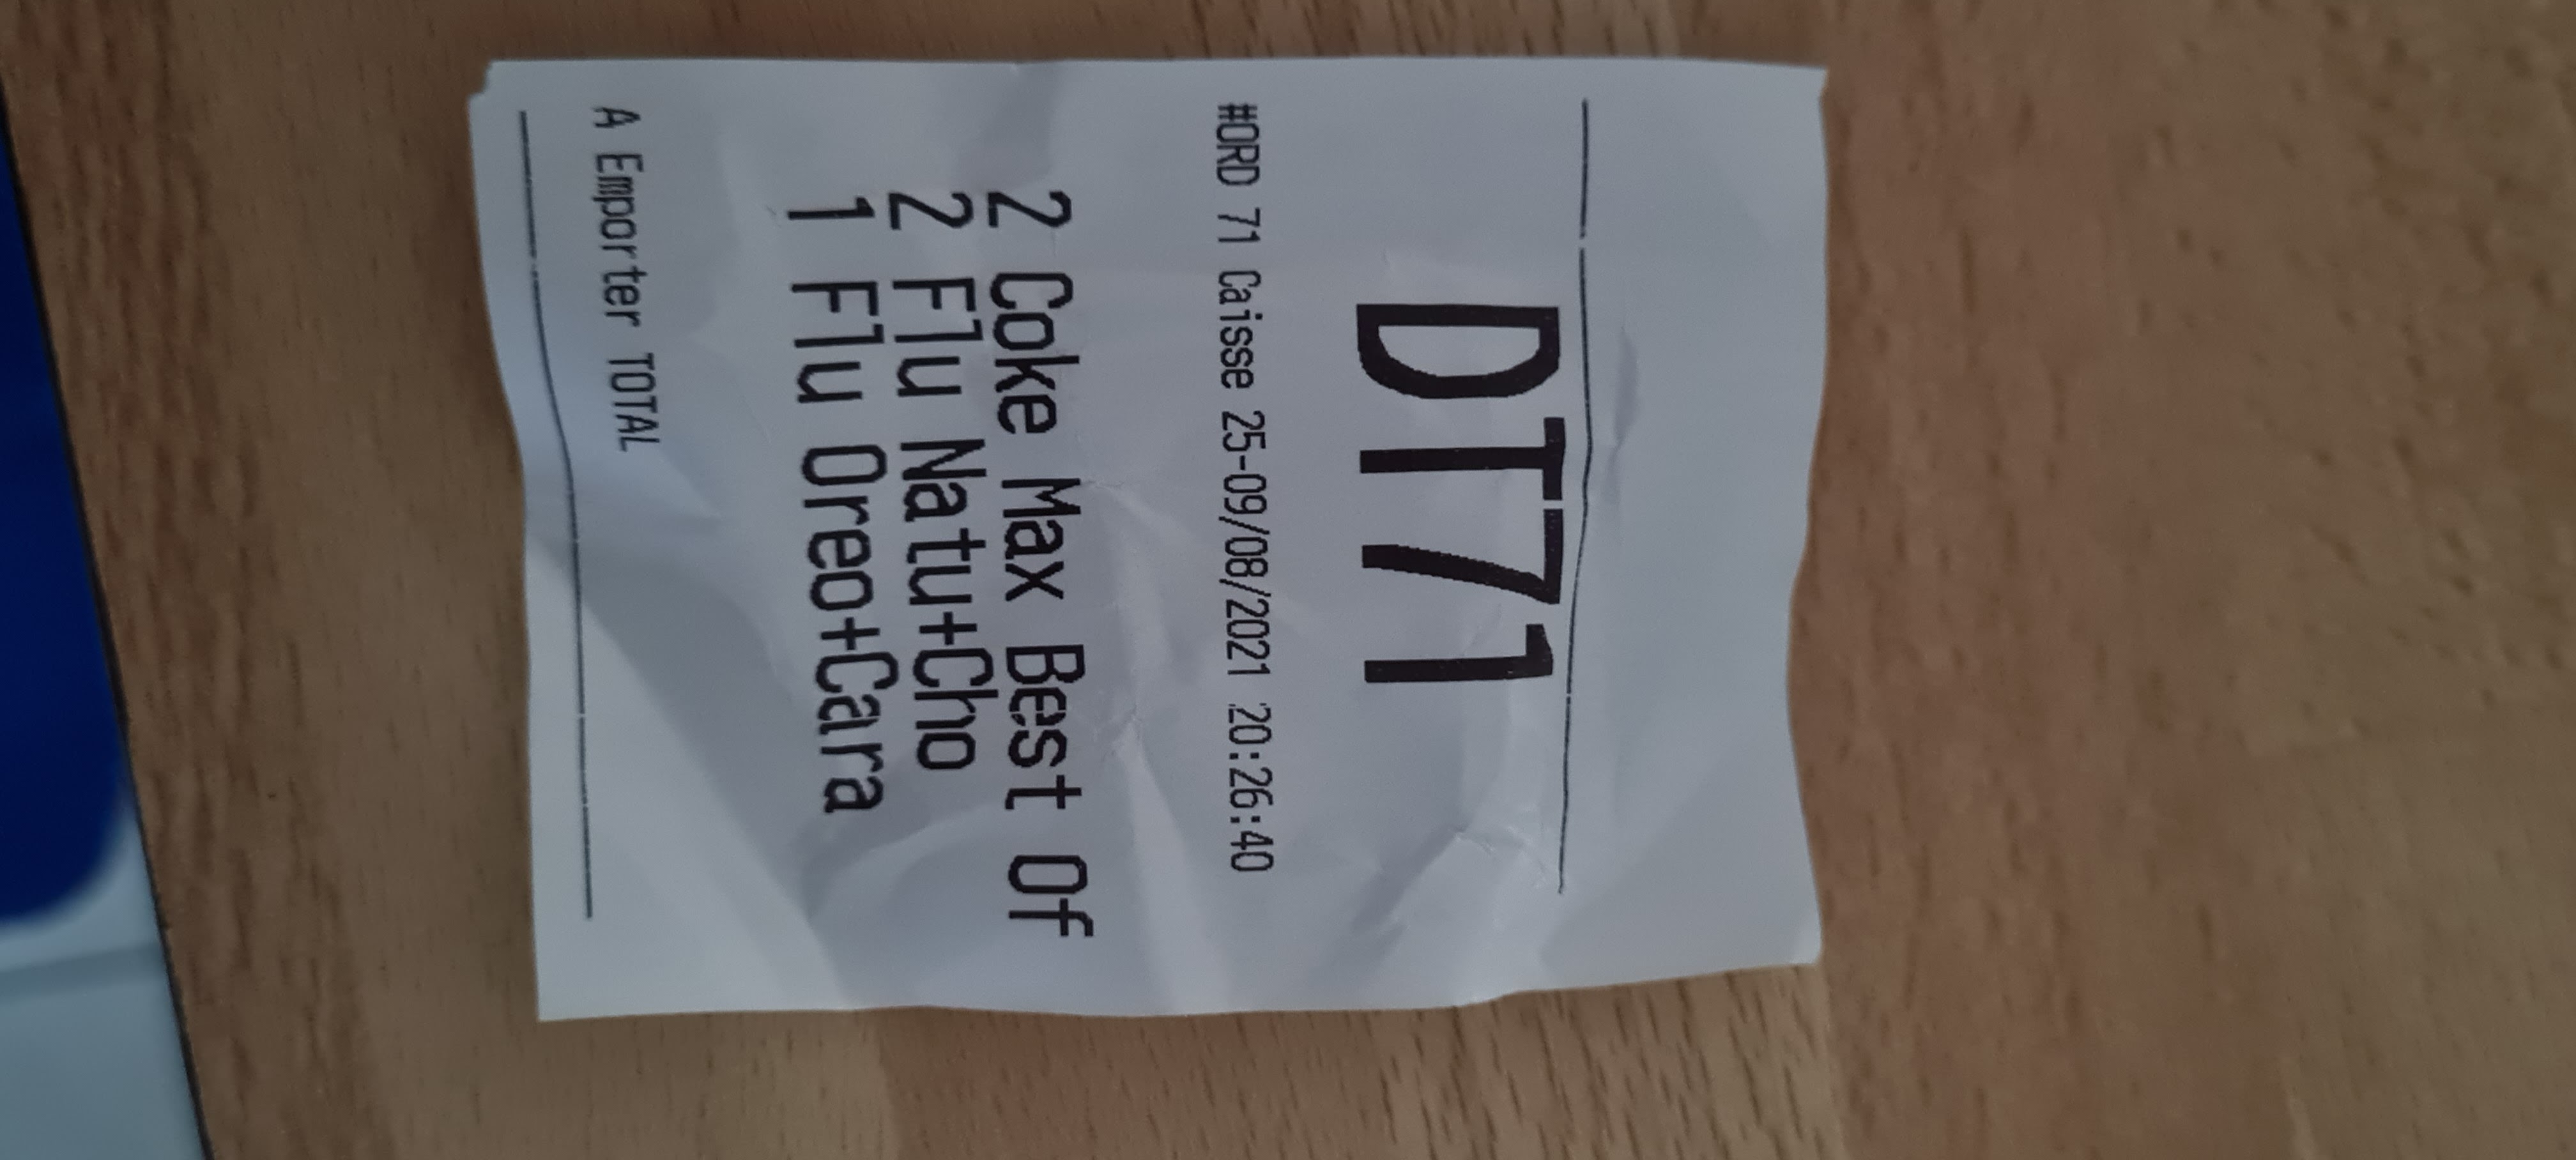 DT71
#ORD 71 Caisse 25-09/08/2021 20:26:40
2 Coke Max Best Of
2 Flu Natu+Cho
1 Flu Oreo+Cara
A Emporter TOTAL